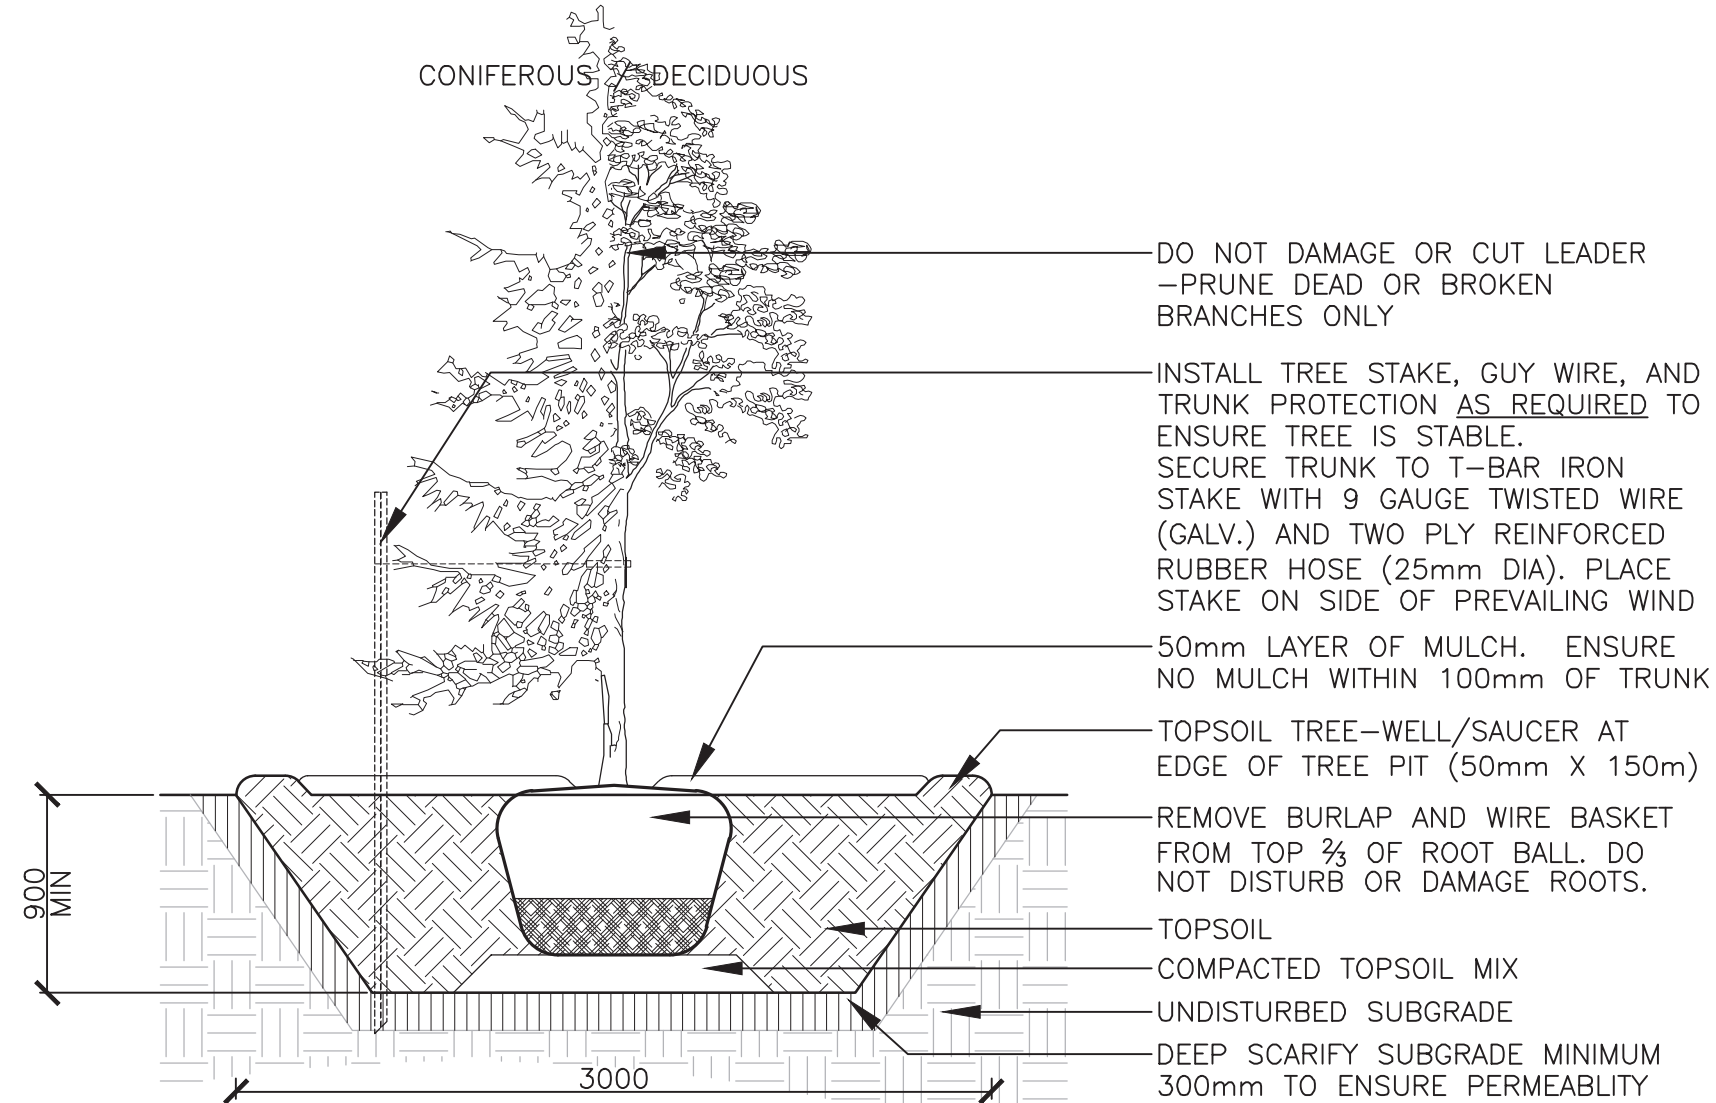 CONIFEROUS / DECIDUOUS
DO NOT DAMAGE OR CUT LEADER
-PRUNE DEAD OR BROKEN
BRANCHES ONLY
INSTALL TREE STAKE, GUY WIRE, AND
TRUNK PROTECTION AS REQUIRED TO
ENSURE TREE IS STABLE.
SECURE TRUNK TO T-BAR IRON
STAKE WITH 9 GAUGE TWISTED WIRE
(GALV.) AND TWO PLY REINFORCED
RUBBER HOSE (25mm DIA). PLACE
STAKE ON SIDE OF PREVAILING WIND
50mm LAYER OF MULCH. ENSURE
NO MULCH WITHIN 100mm OF TRUNK
TOPSOIL TREE-WELL/SAUCER AT
EDGE OF TREE PIT (50mm X 150m)
REMOVE BURLAP AND WIRE BASKET
FROM TOP ⅔ OF ROOT BALL. DO
NOT DISTURB OR DAMAGE ROOTS.
TOPSOIL
COMPACTED TOPSOIL MIX
UNDISTURBED SUBGRADE
DEEP SCARIFY SUBGRADE MINIMUM
300mm TO ENSURE PERMEABLITY
900
MIN
3000